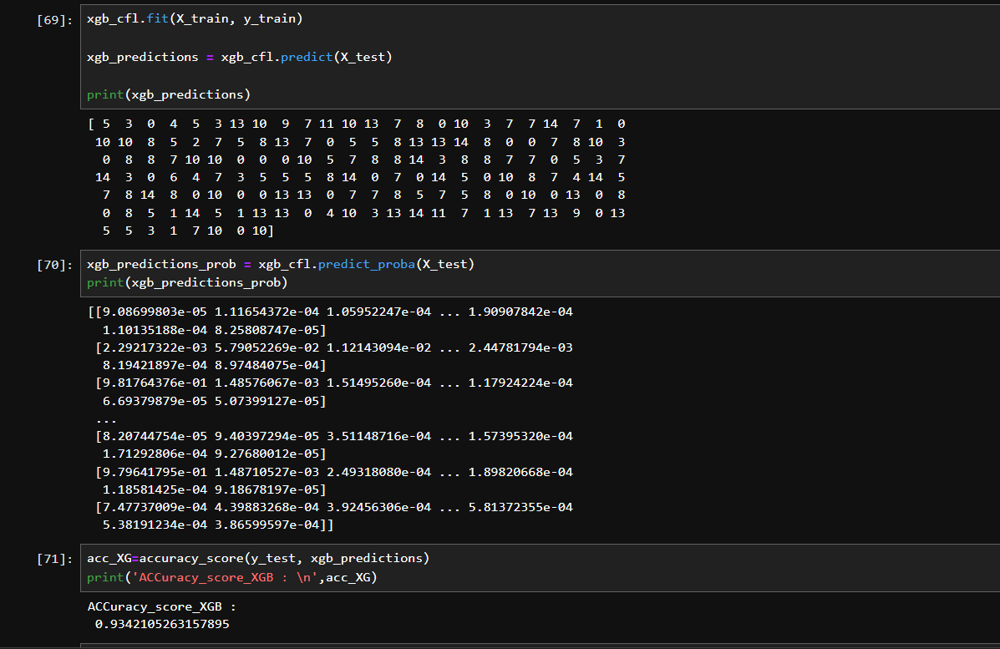 [69]: xgb_cfl.fit(X_train, y_train)
xgb_predictions = xgb_cfl.predict(X_test)
print(xgb_predictions)
[ 5  3  0  4  5  3 13 10  9  7 11 10 13  7  8  0 10  3  7  7 14  7  1  0
 10 10  8  5  2  7  5  8 13  7  0  5  5  8 13 13 14  8  0  0  7  8 10  3
  0  8  8  7 10 10  0  0  0 10  5  7  8  8 14  3  8  8  7  7  0  5  3  7
 14  3  0  6  4  7  3  5  5  5  8 14  0  7  0 14  5  0 10  8  7  4 14  5
  7  8 14  8  0 10  0  0 13 13  0  7  7  8  5  7  5  8  0 10  0 13  0  8
  0  8  5  1 14  5  1 13 13  0  4 10  3 13 14 11  7  1 13  7 13  9  0 13
  5  5  3  1  7 10  0 10]
[70]: xgb_predictions_prob = xgb_cfl.predict_proba(X_test)
print(xgb_predictions_prob)
[[9.08699803e-05 1.11654372e-04 1.05952247e-04 ... 1.90907842e-04
  1.10135188e-04 8.25808747e-05]
 [2.29217322e-03 5.79052269e-02 1.12143094e-02 ... 2.44781794e-03
  8.19421897e-04 8.97484075e-04]
 [9.81764376e-01 1.48576067e-03 1.51495260e-04 ... 1.17924224e-04
  6.69379879e-05 5.07399127e-05]
 ...
 [8.20744754e-05 9.40397294e-05 3.51148716e-04 ... 1.57395320e-04
  1.71292806e-04 9.27680012e-05]
 [9.79641795e-01 1.48710527e-03 2.49318080e-04 ... 1.89820668e-04
  1.18581425e-04 9.18678197e-05]
 [7.47737009e-04 4.39883268e-04 3.92456306e-04 ... 5.81372355e-04
  5.38191234e-04 3.86599597e-04]]
[71]: acc_XG=accuracy_score(y_test, xgb_predictions)
print('ACCuracy_score_XGB : \n',acc_XG)
ACCuracy_score_XGB :
 0.9342105263157895